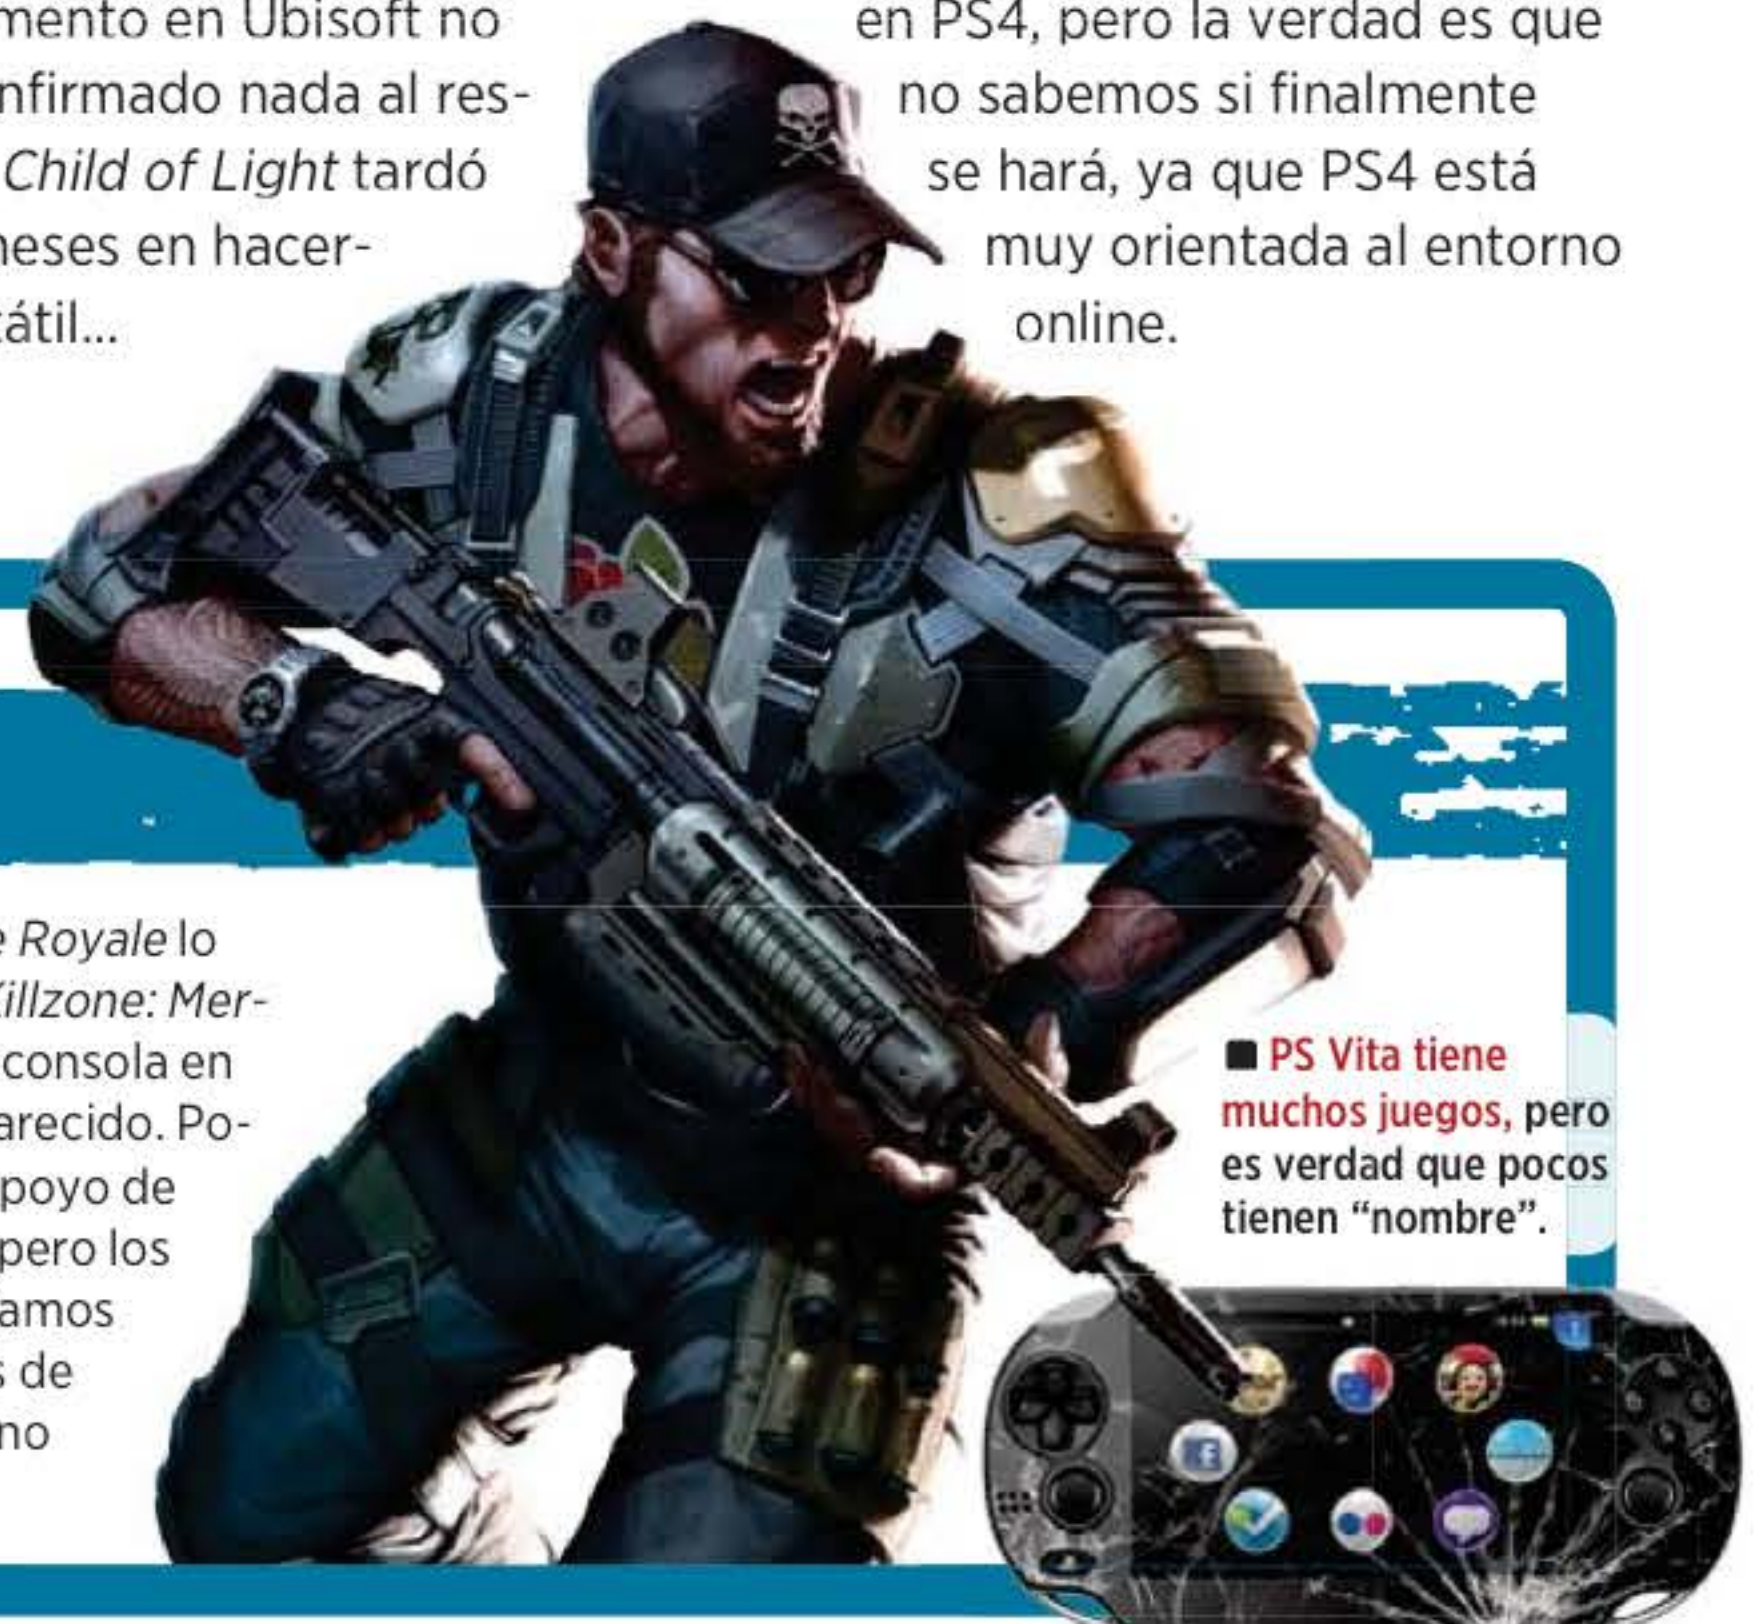 mento en Ubisoft no
nfirmado nada al res-
Child of Light tardó
neses en hacer-
tátil...
en PS4, pero la verdad es que
no sabemos si finalmente
se hará, ya que PS4 está
muy orientada al entorno
online.
e Royale lo
Killzone: Mer-
consola en
arecido. Po-
poyo de
pero los
amos
s de
no
PS Vita tiene
muchos juegos, pero
es verdad que pocos
tienen “nombre”.